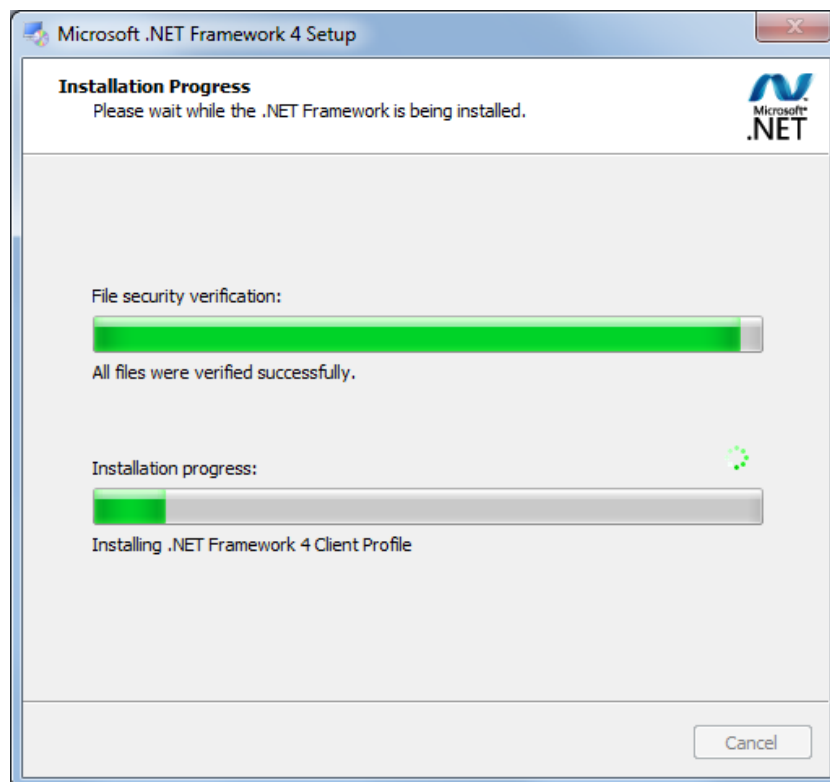 Microsoft .NET Framework 4 Setup
Installation Progress
Please wait while the .NET Framework is being installed.
Microsoft®
.NET
File security verification:
All files were verified successfully.
Installation progress:
Installing .NET Framework 4 Client Profile
Cancel